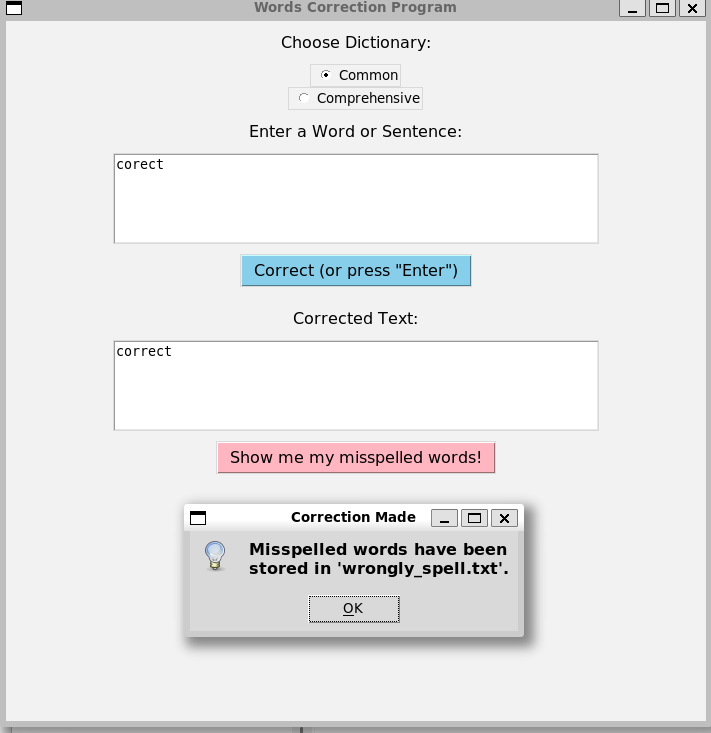 Words Correction Program
Choose Dictionary:
Common
Comprehensive
Enter a Word or Sentence:
corect
Correct (or press "Enter")
Corrected Text:
correct
Show me my misspelled words!
Correction Made
Misspelled words have been
stored in 'wrongly_spell.txt'.
OK